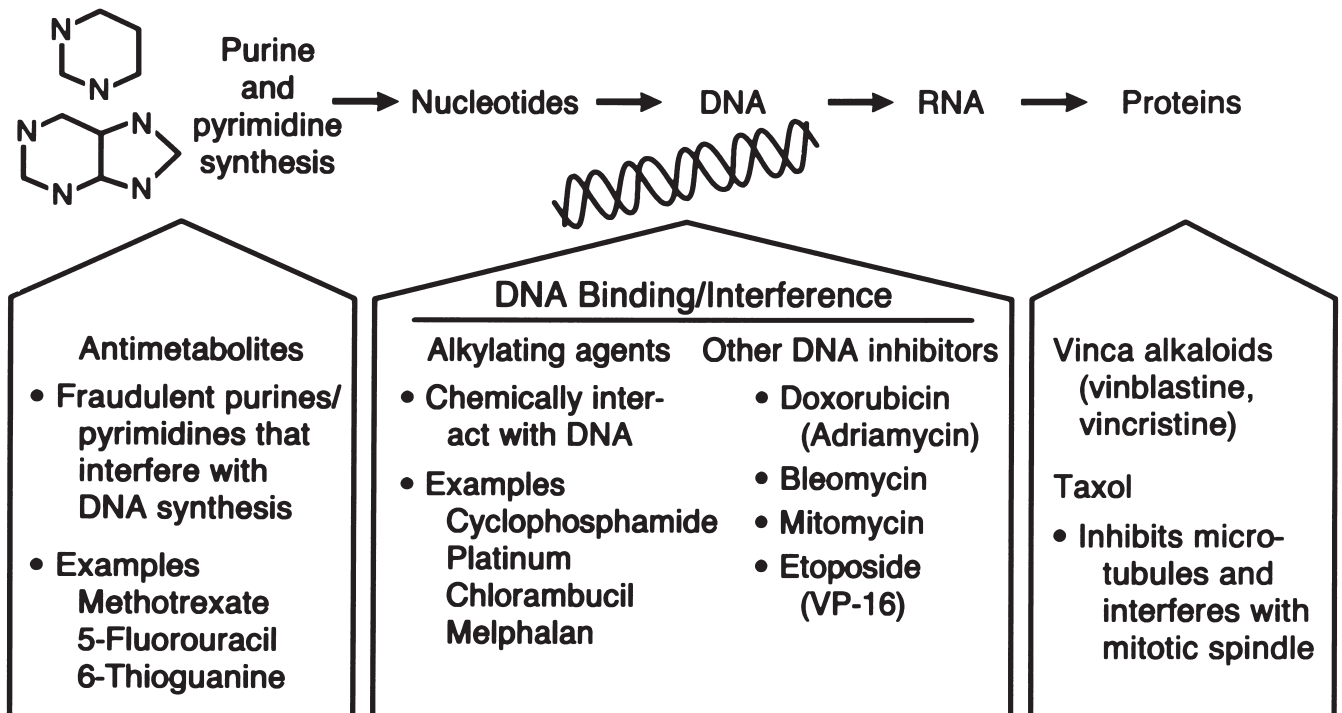 N
N
N
N
N
N
Purine
and
pyrimidine
synthesis
Nucleotides
DNA
RNA
Proteins
Antimetabolites
• Fraudulent purines/
pyrimidines that
interfere with
DNA synthesis
• Examples
Methotrexate
5-Fluorouracil
6-Thioguanine
DNA Binding/Interference
Alkylating agents
• Chemically inter-
act with DNA
• Examples
Cyclophosphamide
Platinum
Chlorambucil
Melphalan
Other DNA inhibitors
• Doxorubicin
(Adriamycin)
• Bleomycin
• Mitomycin
• Etoposide
(VP-16)
Vinca alkaloids
(vinblastine,
vincristine)
Taxol
• Inhibits micro-
tubules and
interferes with
mitotic spindle